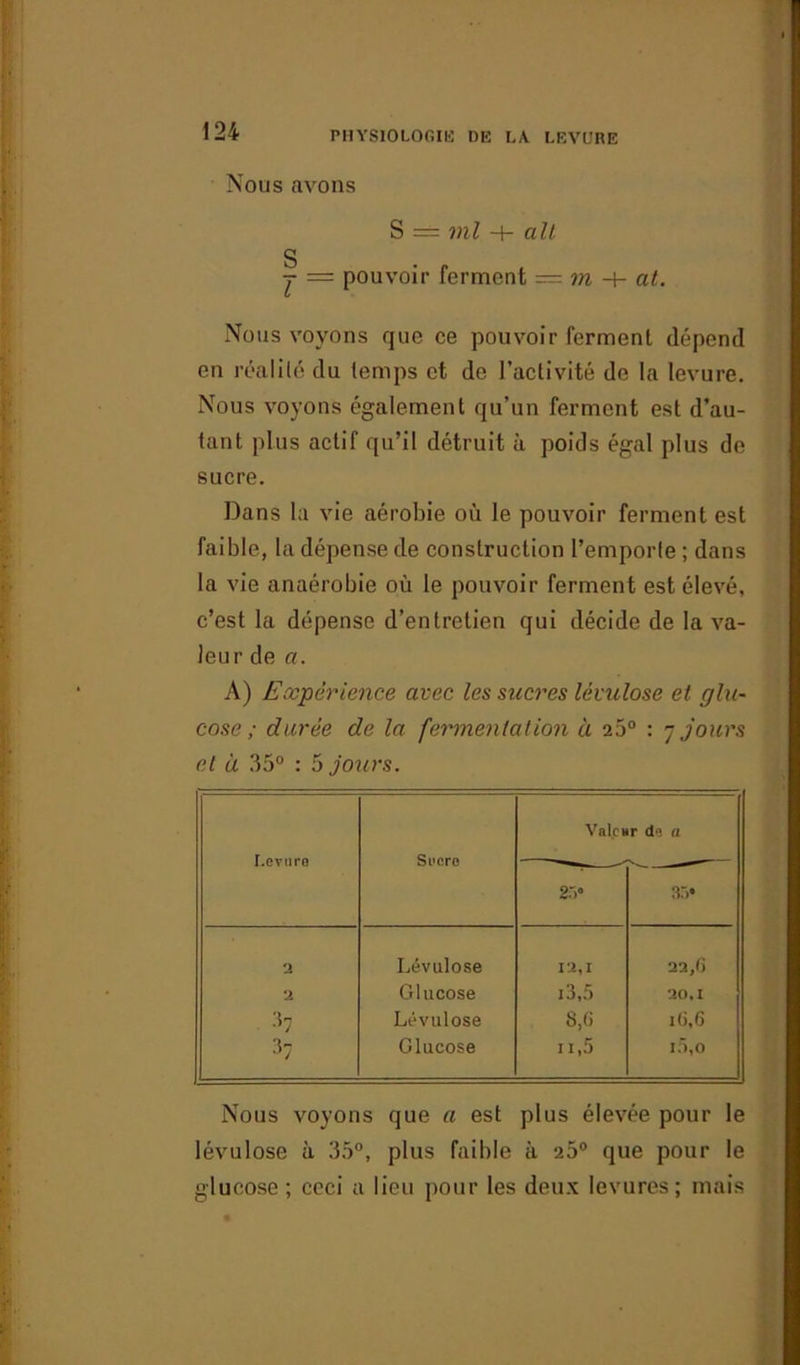 124 PHYSIOLOGIE DE LA LEVURE
Nous avons
S = ml + alt
S/l = pouvoir ferment = m + at.
Nous voyons que ce pouvoir ferment dépend
en réalité du temps et de l'activité de la levure.
Nous voyons également qu'un ferment est d'au-
tant plus actif qu'il détruit à poids égal plus de
sucre.
Dans la vie aérobie où le pouvoir ferment est
faible, la dépense de construction l'emporte ; dans
la vie anaérobie où le pouvoir ferment est élevé,
c'est la dépense d'entretien qui décide de la va-
leur de a.
A) Expérience avec les sucres lévulose et glu-
cose ; durée de la fermentation à 25° : 7 jours
et à 35° : 5 jours.
Levure Sucre Valeur de a
25° 35°
2 Lévulose 12,1 22,6
2 Glucose 13,5 20,1
37 Lévulose 8,6 16,6
37 Glucose 11,5 15,0
Nous voyons que a est plus élevée pour le
lévulose à 35°, plus faible à 25° que pour le
glucose ; ceci a lieu pour les deux levures ; mais